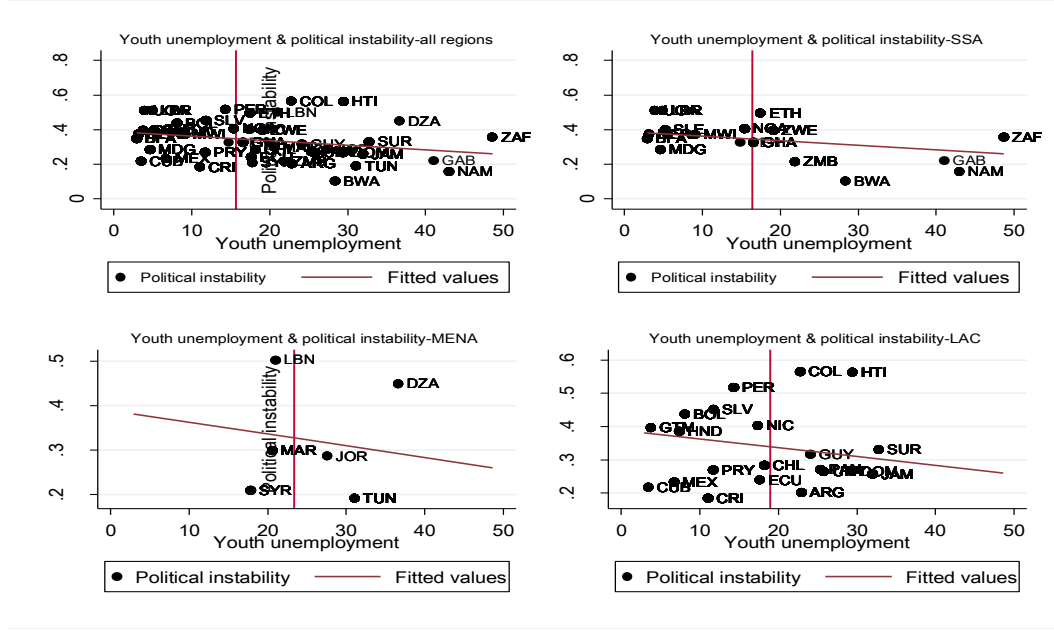 Youth unemployment & political instability-all regions
Political instability
.8
.6
.4
.2
0
COL
HTI
PER
LBN
SLV
DZA
ZWE
GUY
SUR
ZAF
MDG
PRY
JAM
CUB
MEX
CRI
ARG
TUN
GAB
NAM
BWA
0 10 20 30 40 50
Youth unemployment
Political instability Fitted values
Youth unemployment & political instability-SSA
.8
.6
.4
.2
0
ETH
SLE
MWI
NGA
ZWE
ZAF
BFA
MDG
GHA
ZMB
GAB
NAM
BWA
0 10 20 30 40 50
Youth unemployment
Political instability Fitted values
Youth unemployment & political instability-MENA
Political instability
.5
.4
.3
.2
LBN
DZA
MAR
JOR
SYR
TUN
0 10 20 30 40 50
Youth unemployment
Political instability Fitted values
Youth unemployment & political instability-LAC
.6
.5
.4
.3
.2
COL
HTI
PER
SLV
BOL
GTM
HND
NIC
GUY
SUR
PRY
CHL
DOM
JAM
CUB
MEX
ECU
CRI
ARG
0 10 20 30 40 50
Youth unemployment
Political instability Fitted values